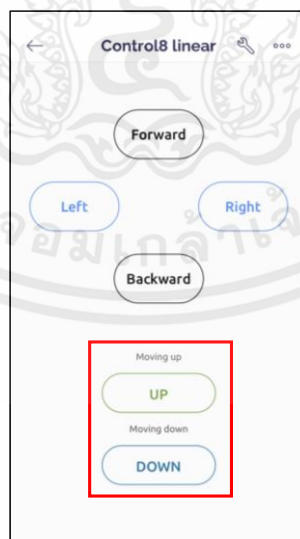 Control8 linear
Forward
Left Right
Backward
Moving up
UP
Moving down
DOWN